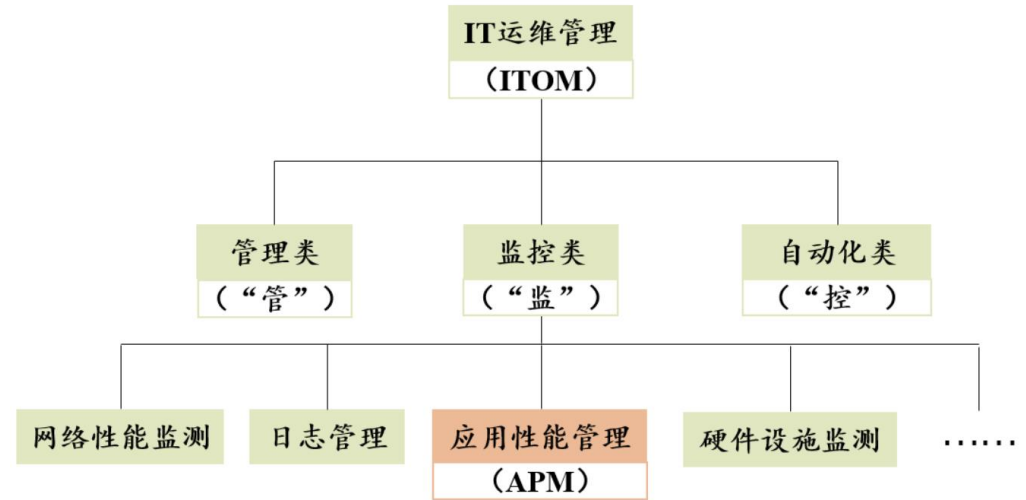 IT运维管理
（ITOM）
管理类
（“管”）
监控类
（“监”）
自动化类
（“控”）
网络性能监测
日志管理
应用性能管理
（APM）
硬件设施监测
……